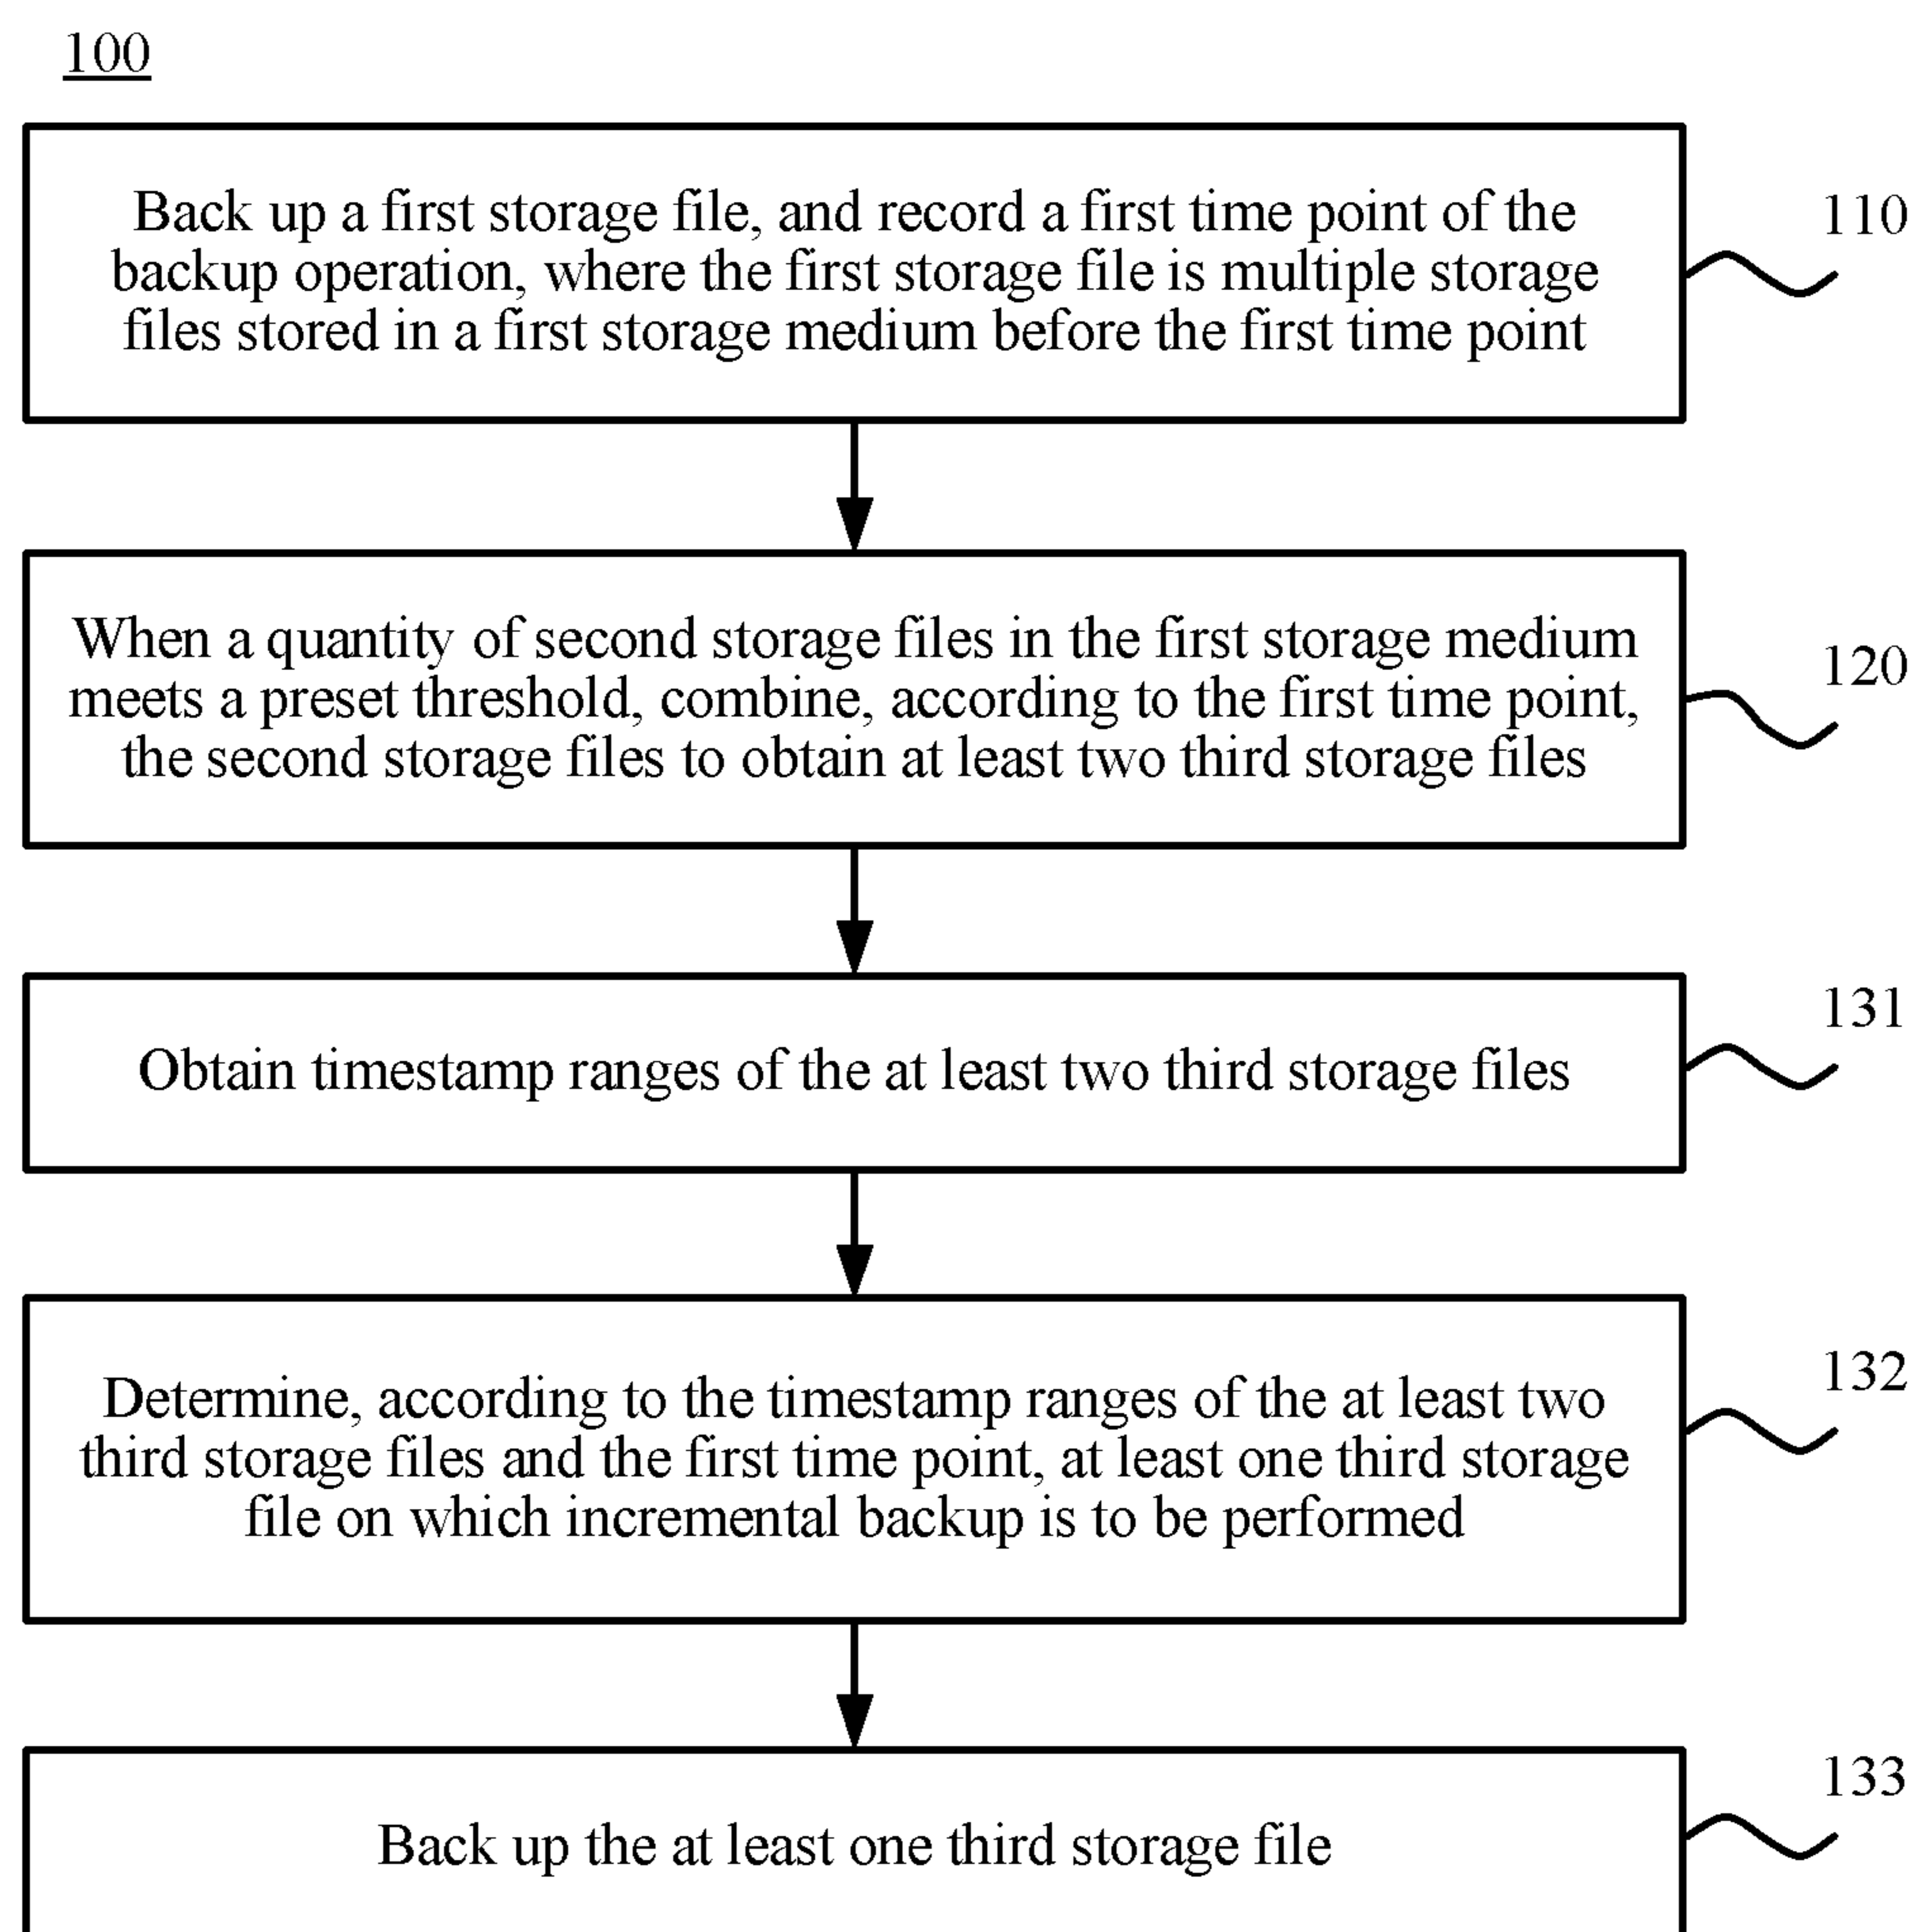 100
Back up a first storage file, and record a first time point of the
backup operation, where the first storage file is multiple storage
files stored in a first storage medium before the first time point
110
When a quantity of second storage files in the first storage medium
meets a preset threshold, combine, according to the first time point,
the second storage files to obtain at least two third storage files
120
Obtain timestamp ranges of the at least two third storage files
131
Determine, according to the timestamp ranges of the at least two
third storage files and the first time point, at least one third storage
file on which incremental backup is to be performed
132
Back up the at least one third storage file
133